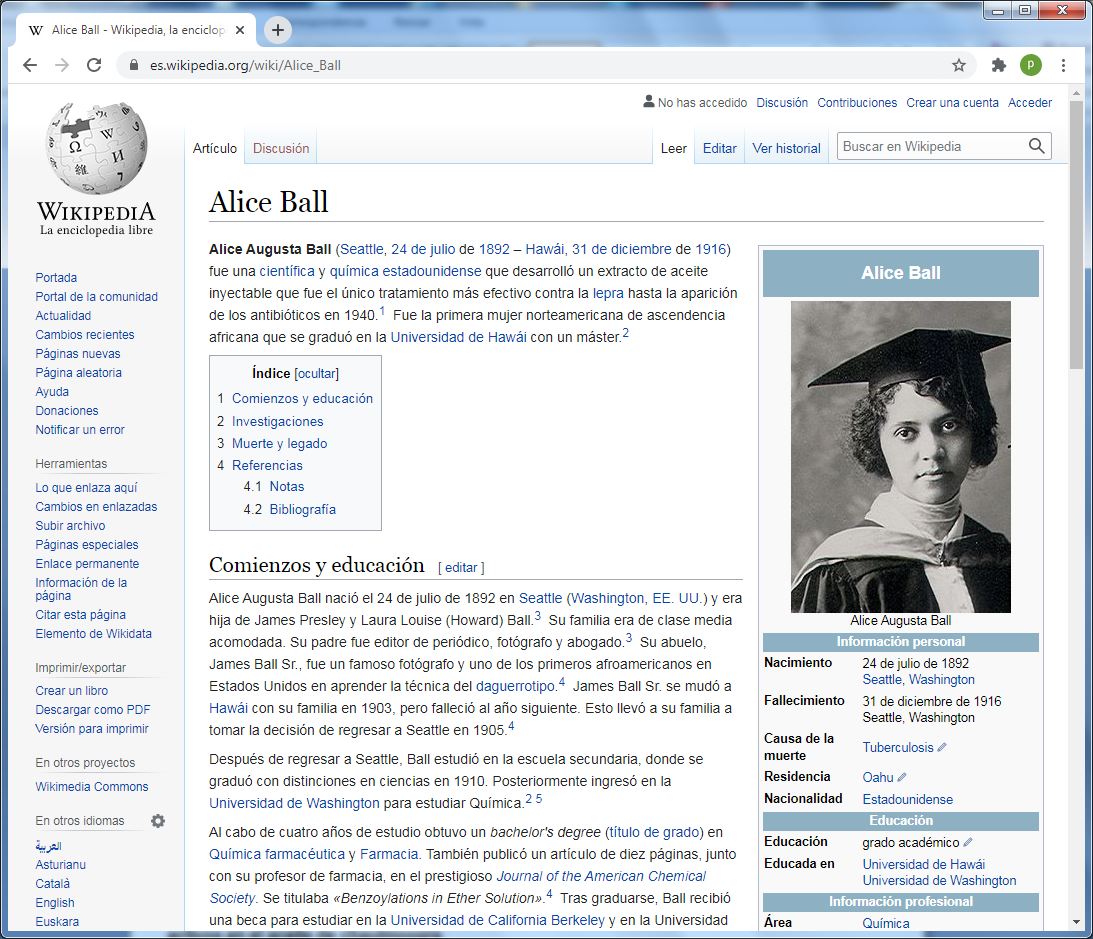 Alice Ball - Wikipedia, la enciclop
es.wikipedia.org/wiki/Alice_Ball
P
No has accedido Discusión Contribuciones Crear una cuenta Acceder
Artículo Discusión Leer Editar Ver historial Buscar en Wikipedia
WIKIPEDIA
La enciclopedia libre
Portada
Portal de la comunidad
Actualidad
Cambios recientes
Páginas nuevas
Página aleatoria
Ayuda
Donaciones
Notificar un error
Herramientas
Lo que enlaza aquí
Cambios en enlazadas
Subir archivo
Páginas especiales
Enlace permanente
Información de la
página
Citar esta página
Elemento de Wikidata
Imprimir/exportar
Crear un libro
Descargar como PDF
Versión para imprimir
En otros proyectos
Wikimedia Commons
En otros idiomas
العربية
Asturianu
Català
English
Euskara
Alice Ball
Alice Augusta Ball (Seattle, 24 de julio de 1892 – Hawái, 31 de diciembre de 1916)
fue una científica y química estadounidense que desarrolló un extracto de aceite
inyectable que fue el único tratamiento más efectivo contra la lepra hasta la aparición
de los antibióticos en 1940.1 Fue la primera mujer norteamericana de ascendencia
africana que se graduó en la Universidad de Hawái con un máster.2
Índice [ocultar]
1 Comienzos y educación
2 Investigaciones
3 Muerte y legado
4 Referencias
4.1 Notas
4.2 Bibliografía
Comienzos y educación [ editar ]
Alice Augusta Ball nació el 24 de julio de 1892 en Seattle (Washington, EE. UU.) y era
hija de James Presley y Laura Louise (Howard) Ball.3 Su familia era de clase media
acomodada. Su padre fue editor de periódico, fotógrafo y abogado.3 Su abuelo,
James Ball Sr., fue un famoso fotógrafo y uno de los primeros afroamericanos en
Estados Unidos en aprender la técnica del daguerrotipo.4 James Ball Sr. se mudó a
Hawái con su familia en 1903, pero falleció al año siguiente. Esto llevó a su familia a
tomar la decisión de regresar a Seattle en 1905.4
Después de regresar a Seattle, Ball estudió en la escuela secundaria, donde se
graduó con distinciones en ciencias en 1910. Posteriormente ingresó en la
Universidad de Washington para estudiar Química.2 5
Al cabo de cuatro años de estudio obtuvo un bachelor's degree (título de grado) en
Química farmacéutica y Farmacia. También publicó un artículo de diez páginas, junto
con su profesor de farmacia, en el prestigioso Journal of the American Chemical
Society. Se titulaba «Benzoylations in Ether Solution».4 Tras graduarse, Ball recibió
una beca para estudiar en la Universidad de California Berkeley y en la Universidad
Alice Ball
Alice Augusta Ball
Información personal
Nacimiento 24 de julio de 1892
Seattle, Washington
Fallecimiento 31 de diciembre de 1916
Seattle, Washington
Causa de la
muerte Tuberculosis
Residencia Oahu
Nacionalidad Estadounidense
Educación
Educación grado académico
Educada en Universidad de Hawái
Universidad de Washington
Información profesional
Área Química